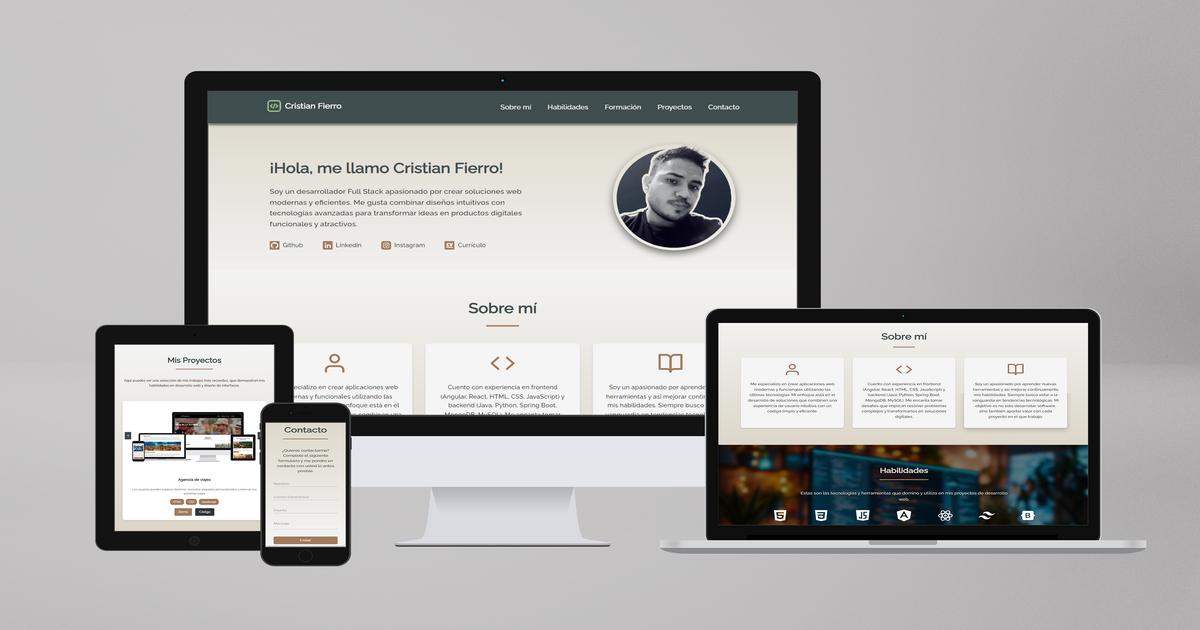 Cristian Fierro
Sobre mí
Habilidades
Formación
Proyectos
Contacto
¡Hola, me llamo Cristian Fierro!
Soy un desarrollador Full Stack apasionado por crear soluciones web
modernas y eficientes. Me gusta combinar diseños intuitivos con
tecnologías avanzadas para transformar ideas en productos digitales
funcionales y atractivos.
Github
Linkedin
Instagram
Currículo
Sobre mí
ecializo en crear aplicaciones web
ernas y funcionales utilizando las
enfoque está en el
Cuento con experiencia en frontend
(Angular, React, HTML, CSS, JavaScript) y
backend (Java, Python, Spring Boot,
MongoDB, MySQL). Me encanta tomar
Soy un apasionado por aprende
herramientas y así mejorar conti
mis habilidades. Siempre busco
Mis Proyectos
Aquí puedes ver una selección de mis trabajos más recientes, que demuestran mis
habilidades en desarrollo web y diseño de interfaces.
Agencia de viajes
HTML
CSS
JavaScript
Demo
Código
Contacto
¿Quieres contactarme?
Completa el siguiente
formulario y me pondré en
contacto con usted lo antes
posible.
Nombre
Correo Electrónico
Asunto
Mensaje
Enviar
Sobre mí
Me especializo en crear aplicaciones web
modernas y funcionales utilizando las
últimas tecnologías. Mi enfoque está en el
desarrollo de soluciones que combinen una
experiencia de usuario intuitiva con un
código limpio y eficiente.
Cuento con experiencia en frontend
(Angular, React, HTML, CSS, JavaScript) y
backend (Java, Python, Spring Boot,
MongoDB, MySQL). Me encanta tomar
desafíos que implican resolver problemas
complejos y transformarlos en soluciones
digitales.
Soy un apasionado por aprender nuevas
herramientas y así mejorar continuamente
mis habilidades. Siempre busco estar a la
vanguardia en tendencias tecnológicas. Mi
objetivo es no solo desarrollar software,
sino también aportar valor con cada
proyecto en el que trabajo.
Habilidades
Estas son las tecnologías y herramientas que domino y utilizo en mis proyectos de desarrollo
web.